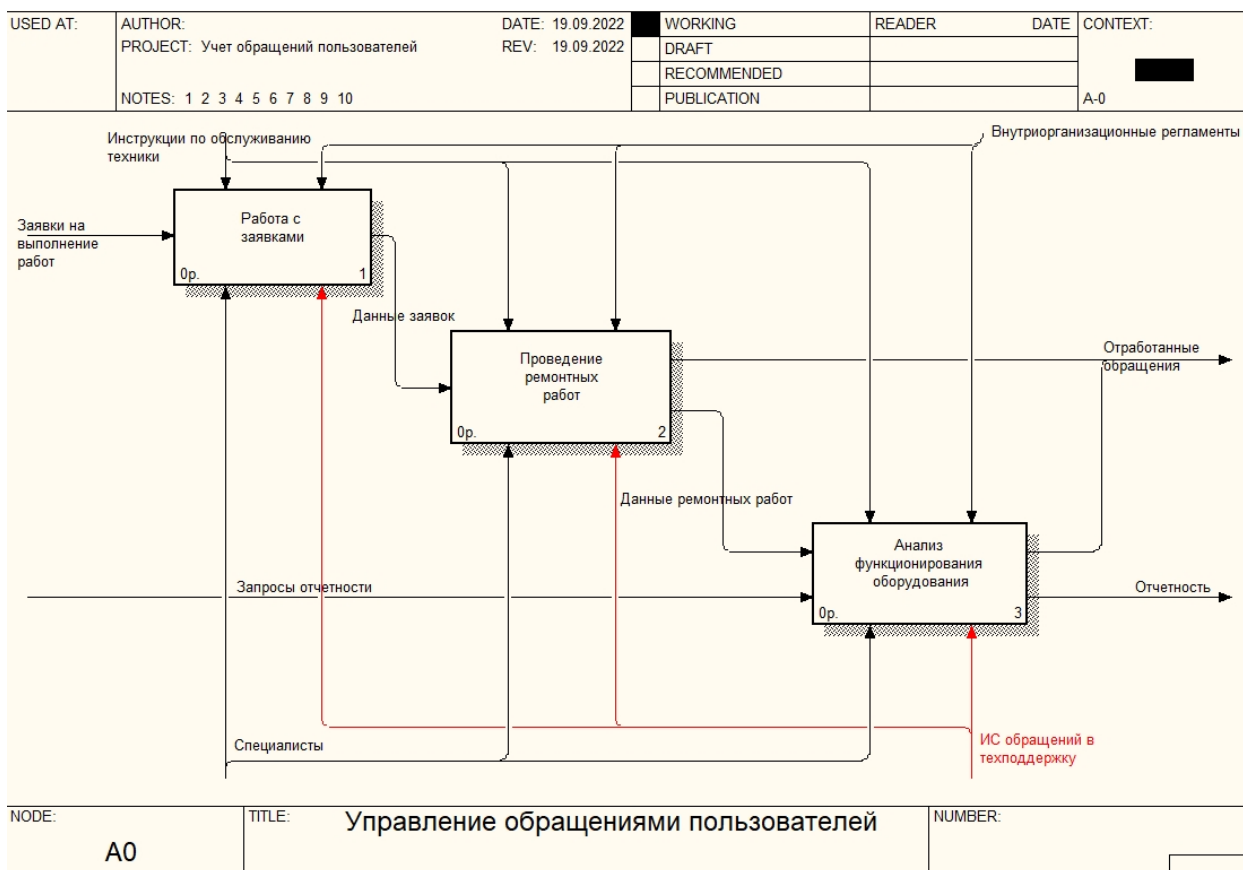 USED AT:
AUTHOR:
DATE: 19.09.2022
PROJECT: Учет обращений пользователей
REV: 19.09.2022
NOTES: 1 2 3 4 5 6 7 8 9 10
WORKING
DRAFT
RECOMMENDED
PUBLICATION
READER
DATE
CONTEXT:
A-0
Инструкции по обслуживанию
техники
Внутриорганизационные регламенты
Заявки на
выполнение
работ
Работа с
заявками
0р.
1
Данные заявок
Проведение
ремонтных
работ
0р.
2
Отработанные
обращения
Данные ремонтных работ
Анализ
функционирования
оборудования
0р.
3
Запросы отчетности
Отчетность
Специалисты
ИС обращений в
техподдержку
NODE:
A0
TITLE:
Управление обращениями пользователей
NUMBER: